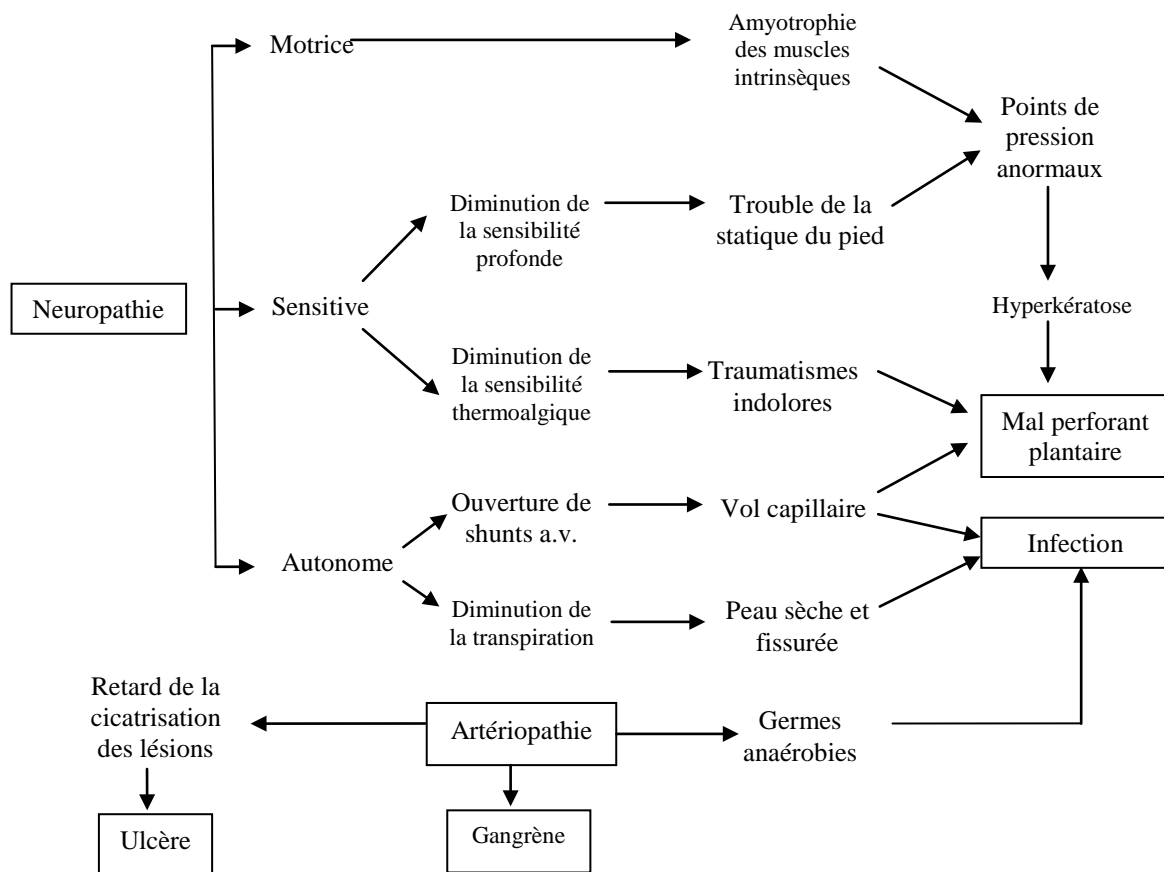 Motrice
Amyotrophie
des muscles
intrinsèques
Points de
pression
anormaux
Diminution de
la sensibilité
profonde
Trouble de la
statique du pied
Neuropathie
Sensitive
Hyperkératose
Diminution de
la sensibilité
thermoalgique
Traumatismes
indolores
Mal perforant
plantaire
Ouverture de
shunts a.v.
Vol capillaire
Infection
Autonome
Diminution de
la transpiration
Peau sèche et
fissurée
Retard de la
cicatrisation
des lésions
Artériopathie
Germes
anaérobies
Ulcère
Gangrène